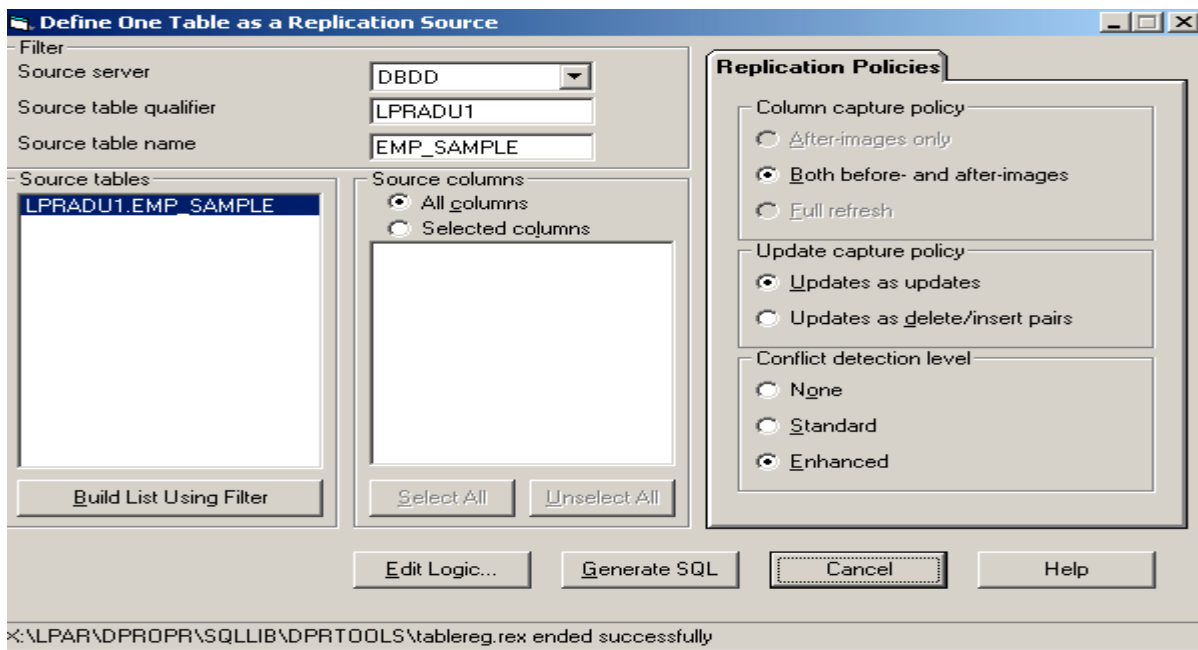 Define One Table as a Replication Source
Filter
Source server
DBDD
Source table qualifier
LPRADU1
Source table name
EMP_SAMPLE
Source tables
LPRADU1.EMP_SAMPLE
Build List Using Filter
Source columns
All columns
Selected columns
Select All
Unselect All
Replication Policies
Column capture policy
After-images only
Both before- and after-images
Full refresh
Update capture policy
Updates as updates
Updates as delete/insert pairs
Conflict detection level
None
Standard
Enhanced
Edit Logic...
Generate SQL
Cancel
Help
X:\LPAR\DPROPR\SQLLIB\DPRTOOLS\tablereg.rex ended successfully